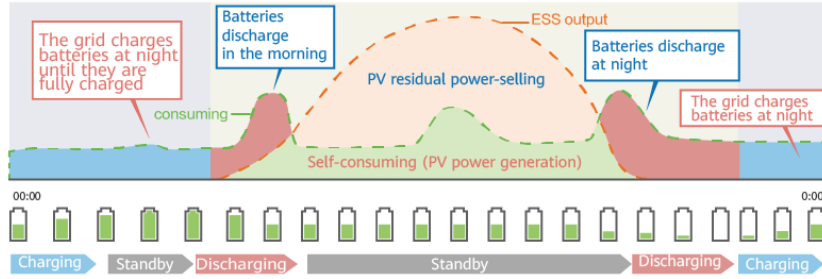 Batteries discharge
in the morning
ESS output
The grid charges
batteries at night
until they are
fully charged
Batteries discharge
at night
PV residual power-selling
consuming
The grid charges
batteries at night
Self-consuming (PV power generation)
00:00
0:00
Charging
Standby
Discharging
Standby
Discharging
Charging